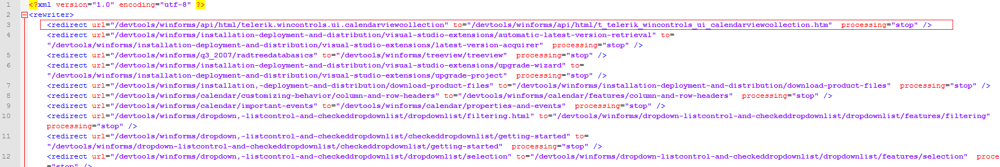 1 <?xml version="1.0" encoding="utf-8" ?>
2 <rewriter>
3 <redirect url="/devtools/winforms/api/html/telerik.wincontrols.ui.calendarviewcollection" to="/devtools/winforms/api/html/t_telerik_wincontrols_ui_calendarviewcollection.htm"  processing="stop" />
4 <redirect url="/devtools/winforms/installation-deployment-and-distribution/visual-studio-extensions/automatic-latest-version-retrieval" to=
"/devtools/winforms/installation-deployment-and-distribution/visual-studio-extensions/latest-version-acquirer"  processing="stop" />
5 <redirect url="/devtools/winforms/q3_2007/radtreedatabasics" to="/devtools/winforms/treeview/treeview"  processing="stop" />
6 <redirect url="/devtools/winforms/installation-deployment-and-distribution/visual-studio-extensions/upgrade-wizard" to=
"/devtools/winforms/installation-deployment-and-distribution/visual-studio-extensions/upgrade-project"  processing="stop" />
7 <redirect url="/devtools/winforms/installation,-deployment-and-distribution/download-product-files" to="/devtools/winforms/installation-deployment-and-distribution/download-product-files"  processing="stop" />
8 <redirect url="/devtools/winforms/calendar/customizing-behavior/column-and-row-headers" to="/devtools/winforms/calendar/features/column-and-row-headers"  processing="stop" />
9 <redirect url="/devtools/winforms/calendar/important-events" to="/devtools/winforms/calendar/properties-and-events"  processing="stop" />
10 <redirect url="/devtools/winforms/dropdown,-listcontrol-and-checkeddropdownlist/dropdownlist/filtering.html" to="/devtools/winforms/dropdown-listcontrol-and-checkeddropdownlist/dropdownlist/features/filtering"
processing="stop" />
11 <redirect url="/devtools/winforms/dropdown,-listcontrol-and-checkeddropdownlist/checkeddropdownlist/getting-started" to=
"/devtools/winforms/dropdown-listcontrol-and-checkeddropdownlist/checkeddropdownlist/getting-started"  processing="stop" />
12 <redirect url="/devtools/winforms/dropdown,-listcontrol-and-checkeddropdownlist/dropdownlist/selection" to="/devtools/winforms/dropdown-listcontrol-and-checkeddropdownlist/dropdownlist/features/selection"  proce
="stop" />